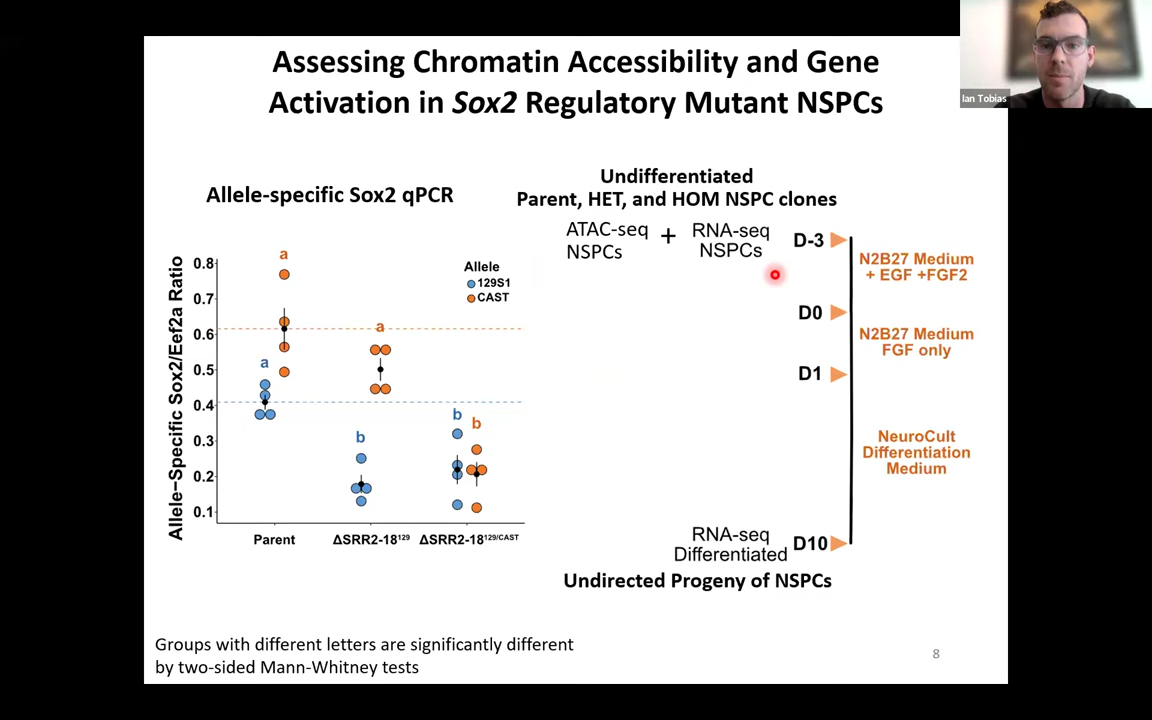 Assessing Chromatin Accessibility and Gene
Activation in Sox2 Regulatory Mutant NSPCs
Ian Tobias
Allele-specific Sox2 qPCR
Allele−Specific Sox2/Eef2a Ratio
0.8
0.7
0.6
0.5
0.4
0.3
0.2
0.1
a
a
a
b
b
b
Allele
129S1
CAST
Parent
ΔSRR2-18129
ΔSRR2-18129/CAST
Undifferentiated
Parent, HET, and HOM NSPC clones
ATAC-seq
NSPCs
+
RNA-seq
NSPCs
D-3
N2B27 Medium
+ EGF +FGF2
D0
N2B27 Medium
FGF only
D1
NeuroCult
Differentiation
Medium
RNA-seq
Differentiated
D10
Undirected Progeny of NSPCs
Groups with different letters are significantly different
by two-sided Mann-Whitney tests
8